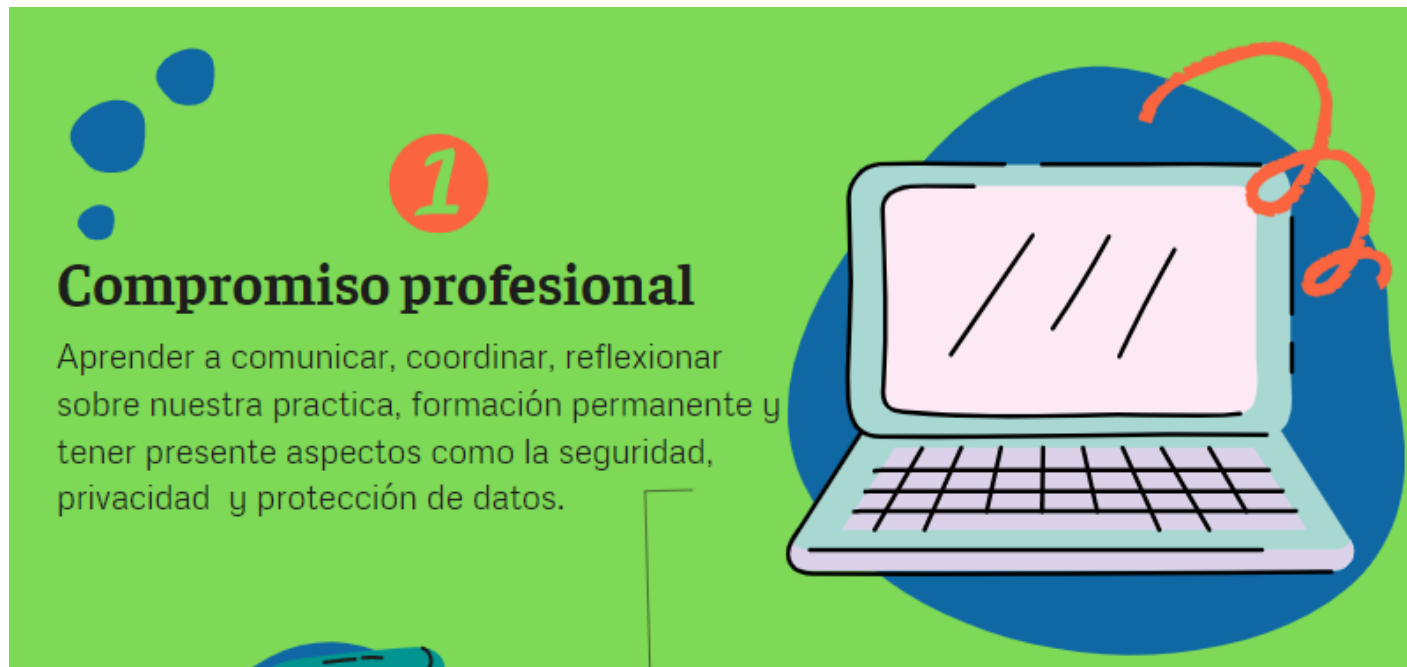 1
Compromiso profesional
Aprender a comunicar, coordinar, reflexionar
sobre nuestra practica, formación permanente y
tener presente aspectos como la seguridad,
privacidad  y protección de datos.